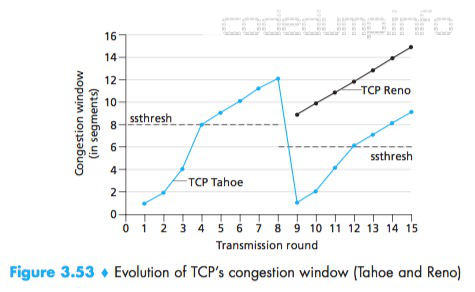 16
14
12
10
8
6
4
2
0
Congestion window
(in segments)
ssthresh
TCP Reno
ssthresh
TCP Tahoe
0 1 2 3 4 5 6 7 8 9 10 11 12 13 14 15
Transmission round
Figure 3.53 ♦ Evolution of TCP's congestion window (Tahoe and Reno)